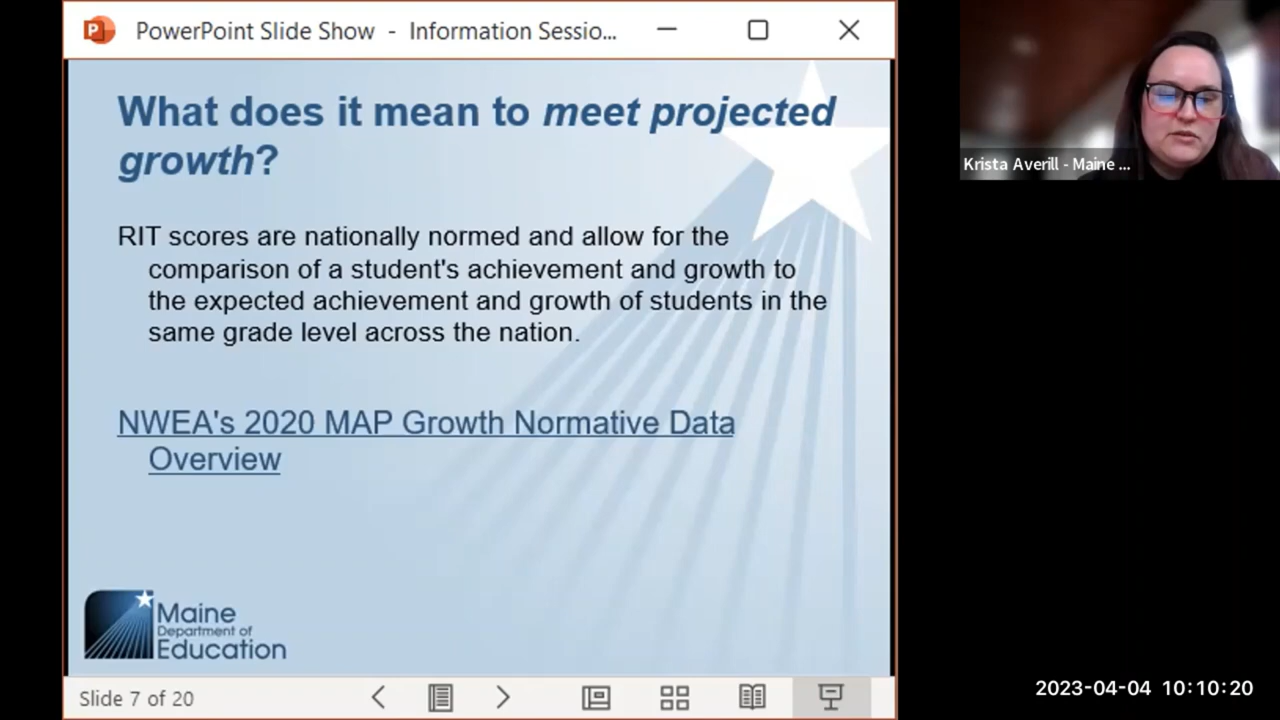 PowerPoint Slide Show - Information Sessio...
What does it mean to meet projected
growth?
RIT scores are nationally normed and allow for the
comparison of a student's achievement and growth to
the expected achievement and growth of students in the
same grade level across the nation.
NWEA's 2020 MAP Growth Normative Data
Overview
Maine
Department of
Education
Slide 7 of 20
Krista Averill - Maine ...
2023-04-04 10:10:20